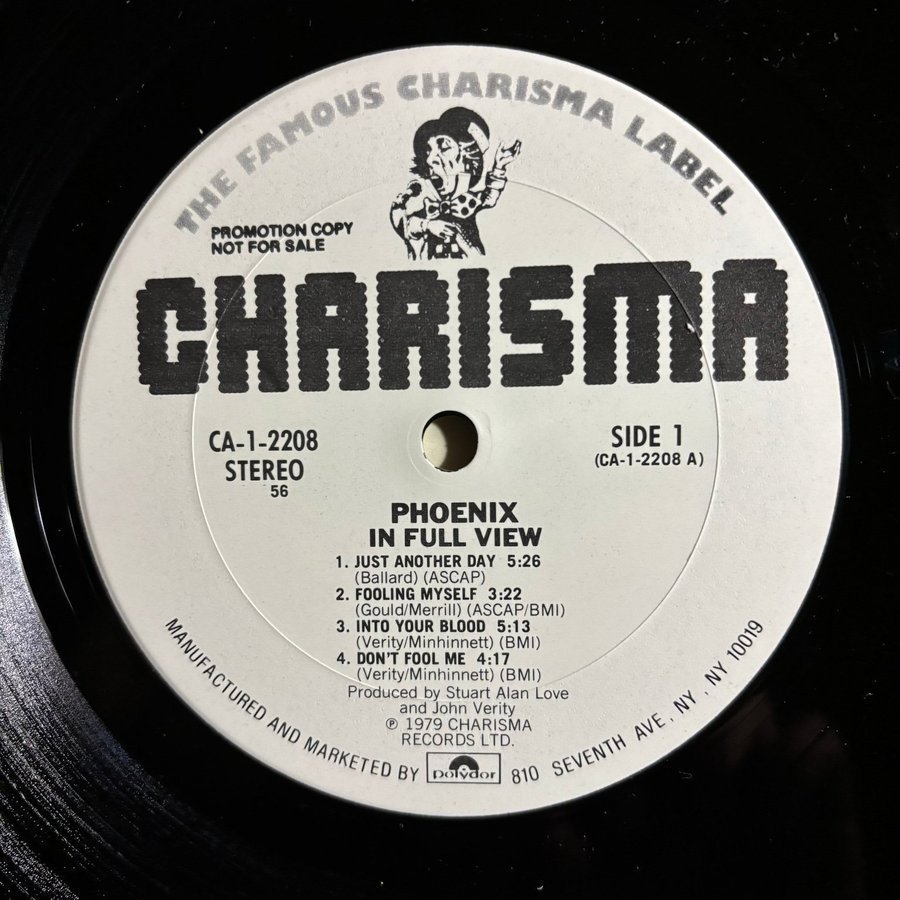 THE FAMOUS CHARISMA LABEL
PROMOTION COPY
NOT FOR SALE
CHARISMA
CA-1-2208
STEREO
56
SIDE 1
(CA-1-2208 A)
PHOENIX
IN FULL VIEW
1. JUST ANOTHER DAY 5:26
(Ballard) (ASCAP)
2. FOOLING MYSELF 3:22
(Gould/Merrill) (ASCAP/BMI)
3. INTO YOUR BLOOD 5:13
(Verity/Minhinnett) (BMI)
4. DON'T FOOL ME 4:17
(Verity/Minhinnett) (BMI)
Produced by Stuart Alan Love
and John Verity
℗ 1979 CHARISMA
RECORDS LTD.
MANUFACTURED AND MARKETED BY polydor 810 SEVENTH AVE, NY, NY 10019